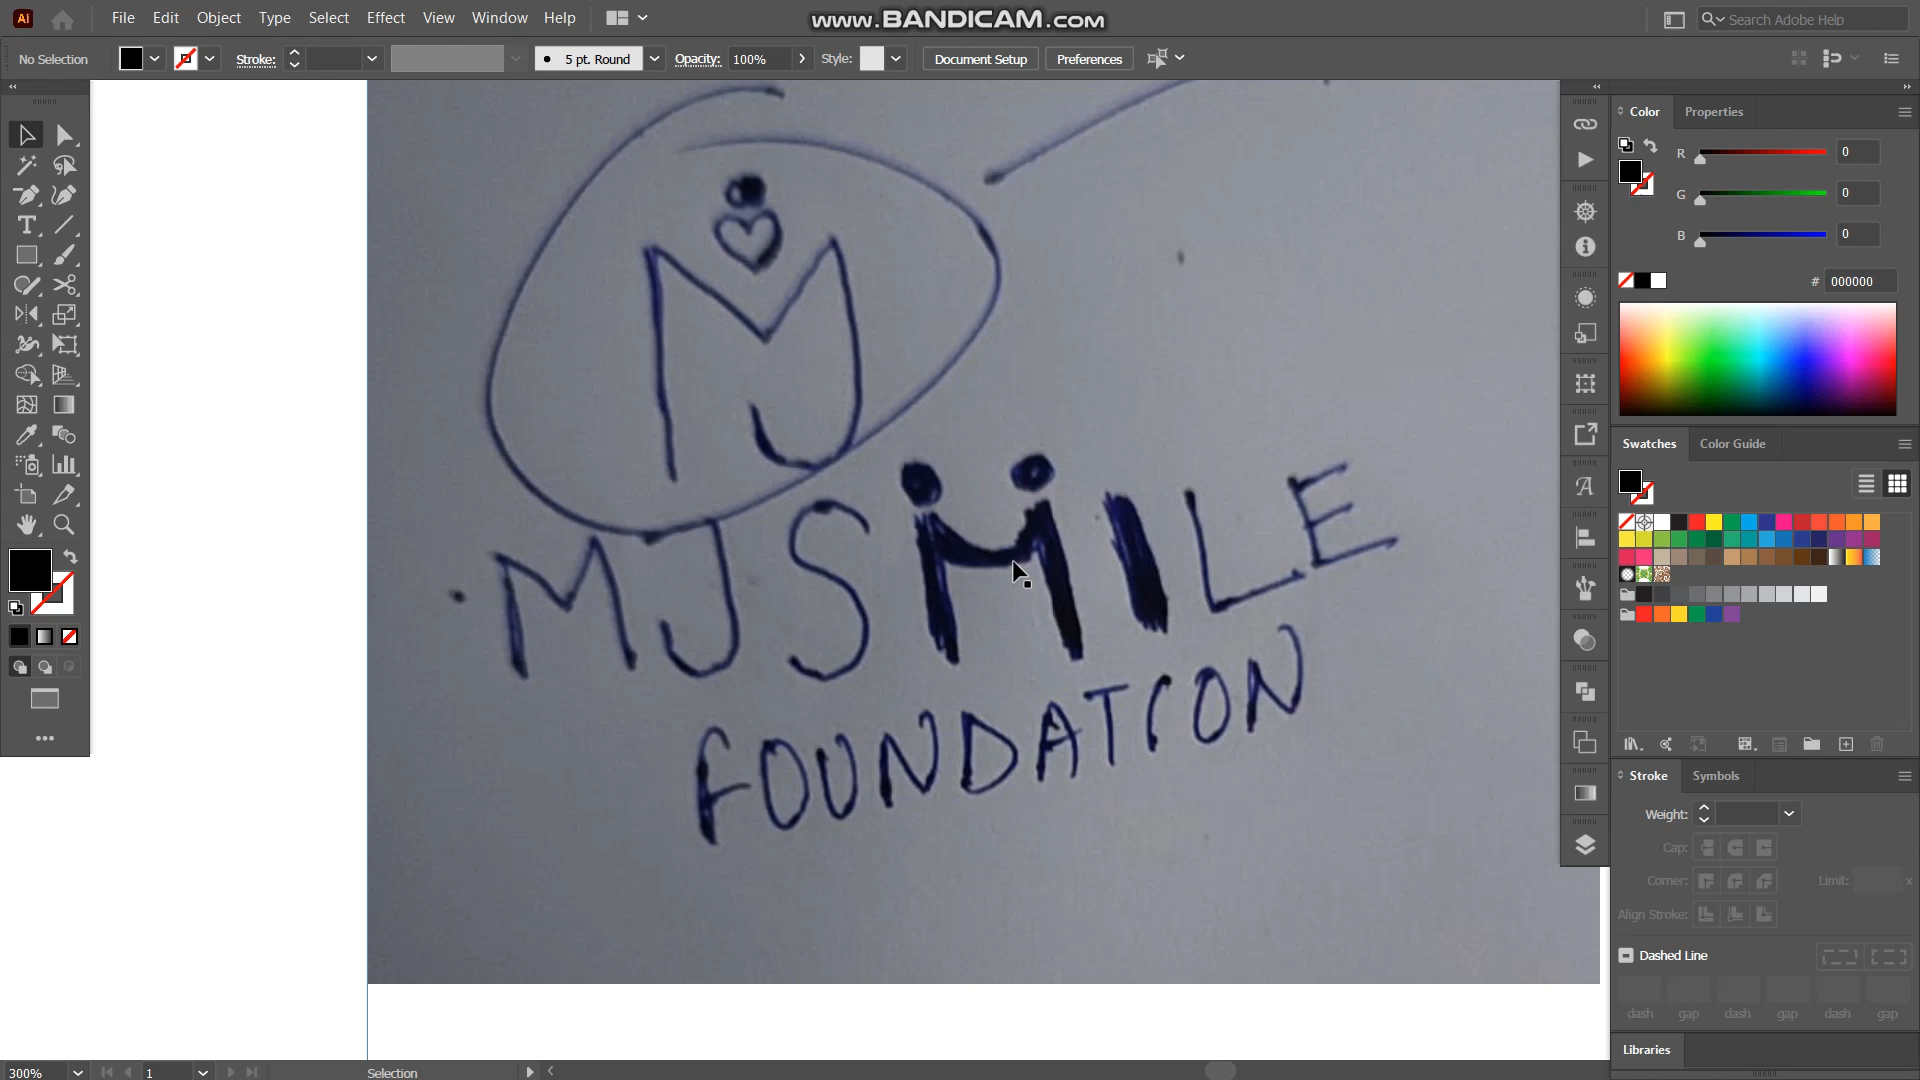 File Edit Object Type Select Effect View Window Help
www.BANDICAM.com
Search Adobe Help
No Selection
Stroke:
5 pt. Round
Opacity: 100%
Style:
Document Setup
Preferences
Color Properties
R 0
G 0
B 0
# 000000
Swatches Color Guide
MJ
MJSMILE
FOUNDATION
Stroke Symbols
Weight:
Cap:
Corner:
Limit: x
Align Stroke:
Dashed Line
dash gap dash gap dash gap
Libraries
300% 1 Selection